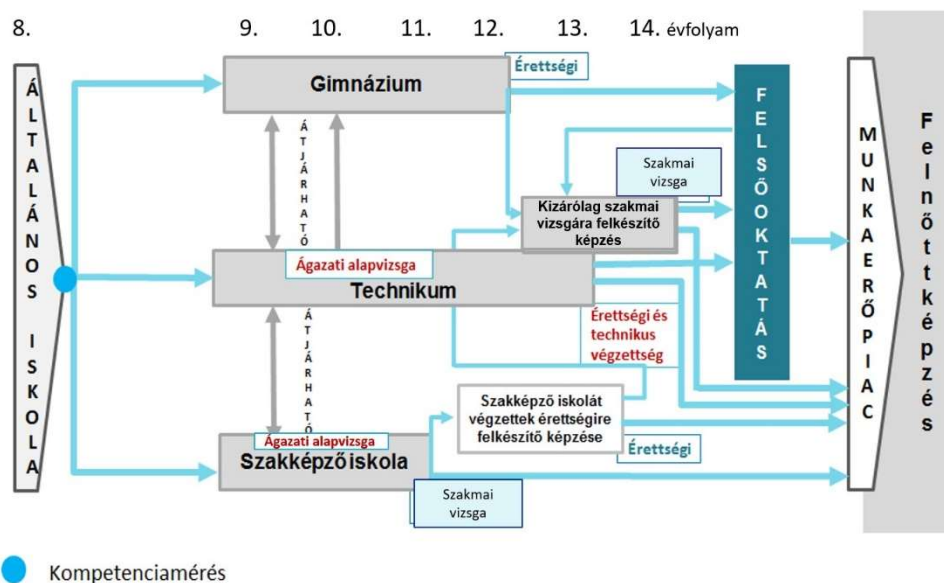 8. 9. 10. 11. 12. 13. 14. évfolyam
ÁLTALÁNOS ISKOLA
Gimnázium
Érettségi
ÁTJÁRHATÓ
Szakmai
vizsga
Kizárólag szakmai
vizsgára felkészítő
képzés
FELSŐOKTATÁS
MUNKAERŐPIAC
Felnőttképzés
Ágazati alapvizsga
Technikum
Érettségi és
technikus
végzettség
ÁTJÁRHATÓ
Szakképző iskolát
végzettek érettségire
felkészítő képzése
Érettségi
Ágazati alapvizsga
Szakképző iskola
Szakmai
vizsga
Kompetenciamérés